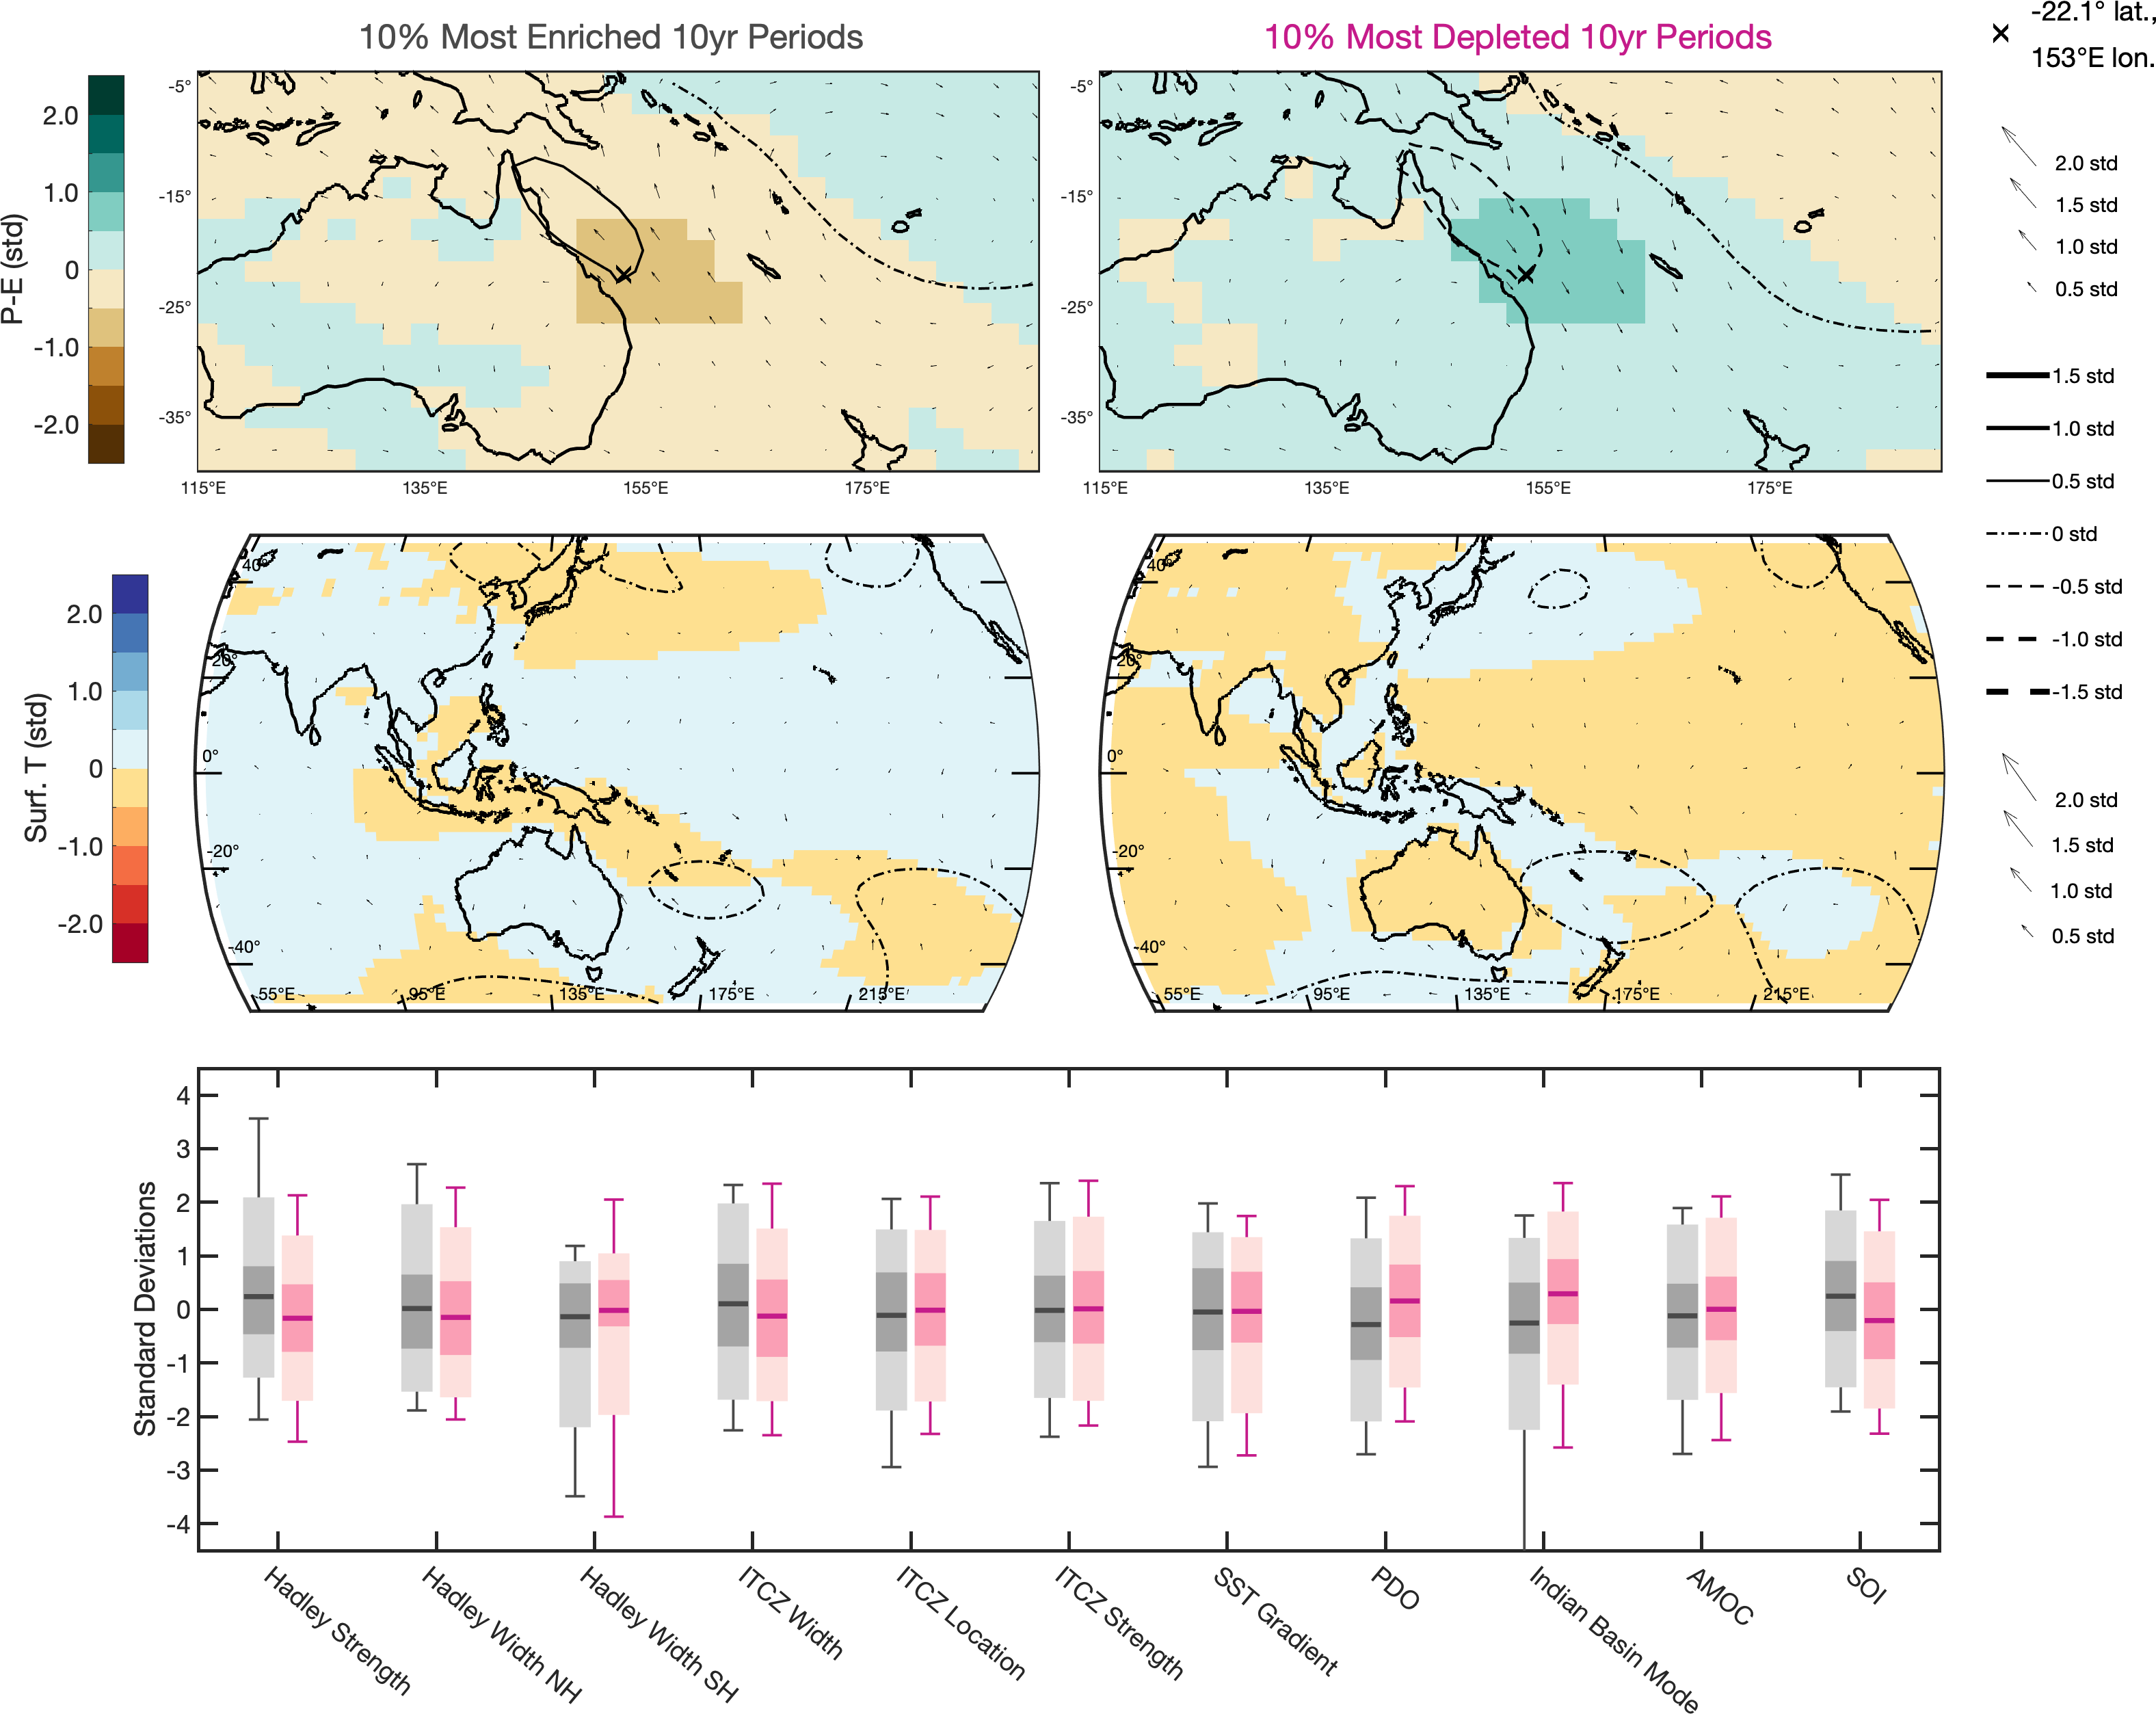 10% Most Enriched 10yr Periods
10% Most Depleted 10yr Periods
-22.1° lat.,
153°E lon.
P-E (std)
2.0
1.0
0
-1.0
-2.0
-5°
-15°
-25°
-35°
115°E
135°E
155°E
175°E
-5°
-15°
-25°
-35°
115°E
135°E
155°E
175°E
2.0 std
1.5 std
1.0 std
0.5 std
1.5 std
1.0 std
0.5 std
0 std
-0.5 std
-1.0 std
-1.5 std
Surf. T (std)
2.0
1.0
0
-1.0
-2.0
40°
20°
0°
-20°
-40°
55°E
95°E
135°E
175°E
215°E
40°
20°
0°
-20°
-40°
55°E
95°E
135°E
175°E
215°E
2.0 std
1.5 std
1.0 std
0.5 std
Standard Deviations
4
3
2
1
0
-1
-2
-3
-4
Hadley Strength
Hadley Width NH
Hadley Width SH
ITCZ Width
ITCZ Location
ITCZ Strength
SST Gradient
PDO
Indian Basin Mode
AMOC
SOI